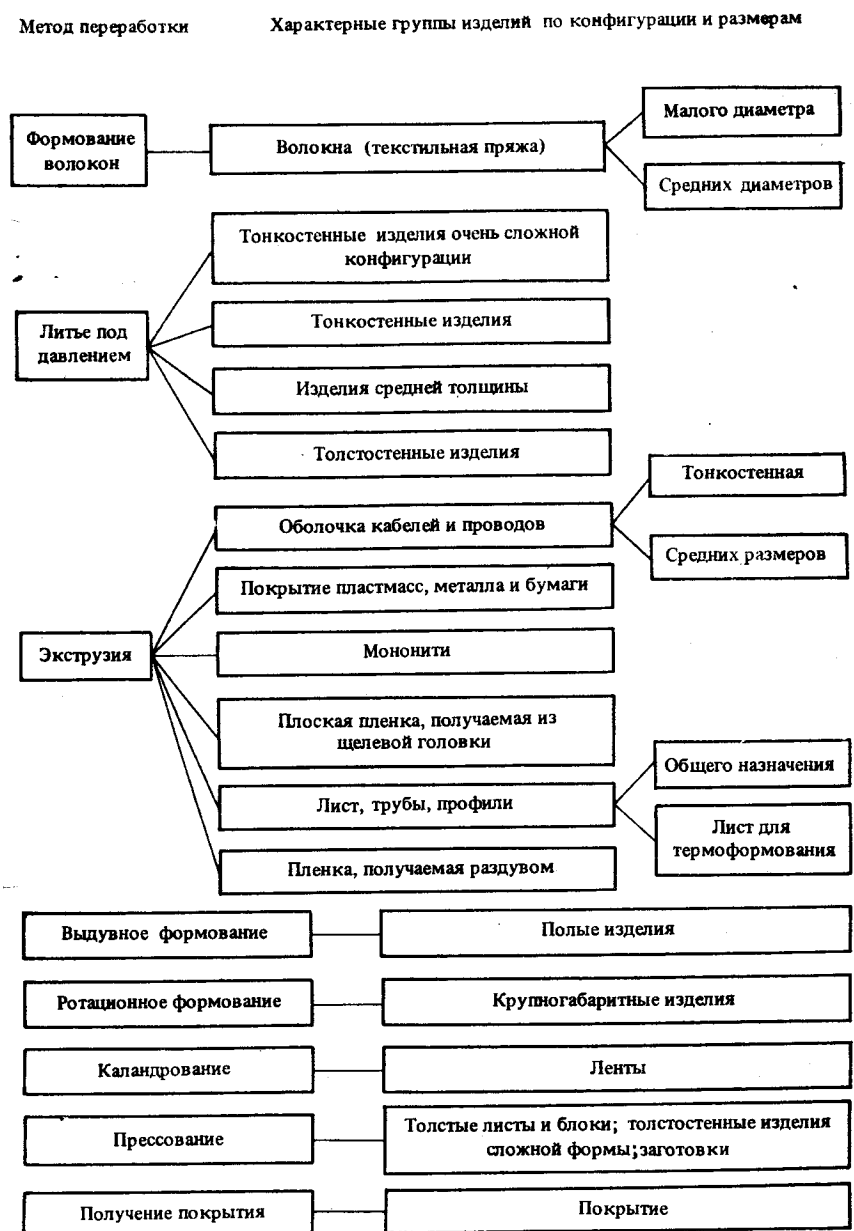 Метод переработки
Характерные группы изделий по конфигурации и размерам
Формование
волокон
Волокна (текстильная пряжа)
Малого диаметра
Средних диаметров
Литье под
давлением
Тонкостенные изделия очень сложной
конфигурации
Тонкостенные изделия
Изделия средней толщины
Толстостенные изделия
Экструзия
Оболочка кабелей и проводов
Тонкостенная
Средних размеров
Покрытие пластмасс, металла и бумаги
Мононити
Плоская пленка, получаемая из
щелевой головки
Лист, трубы, профили
Общего назначения
Лист для
термоформования
Пленка, получаемая раздувом
Выдувное формование
Полые изделия
Ротационное формование
Крупногабаритные изделия
Каландрование
Ленты
Прессование
Толстые листы и блоки; толстостенные изделия
сложной формы;заготовки
Получение покрытия
Покрытие